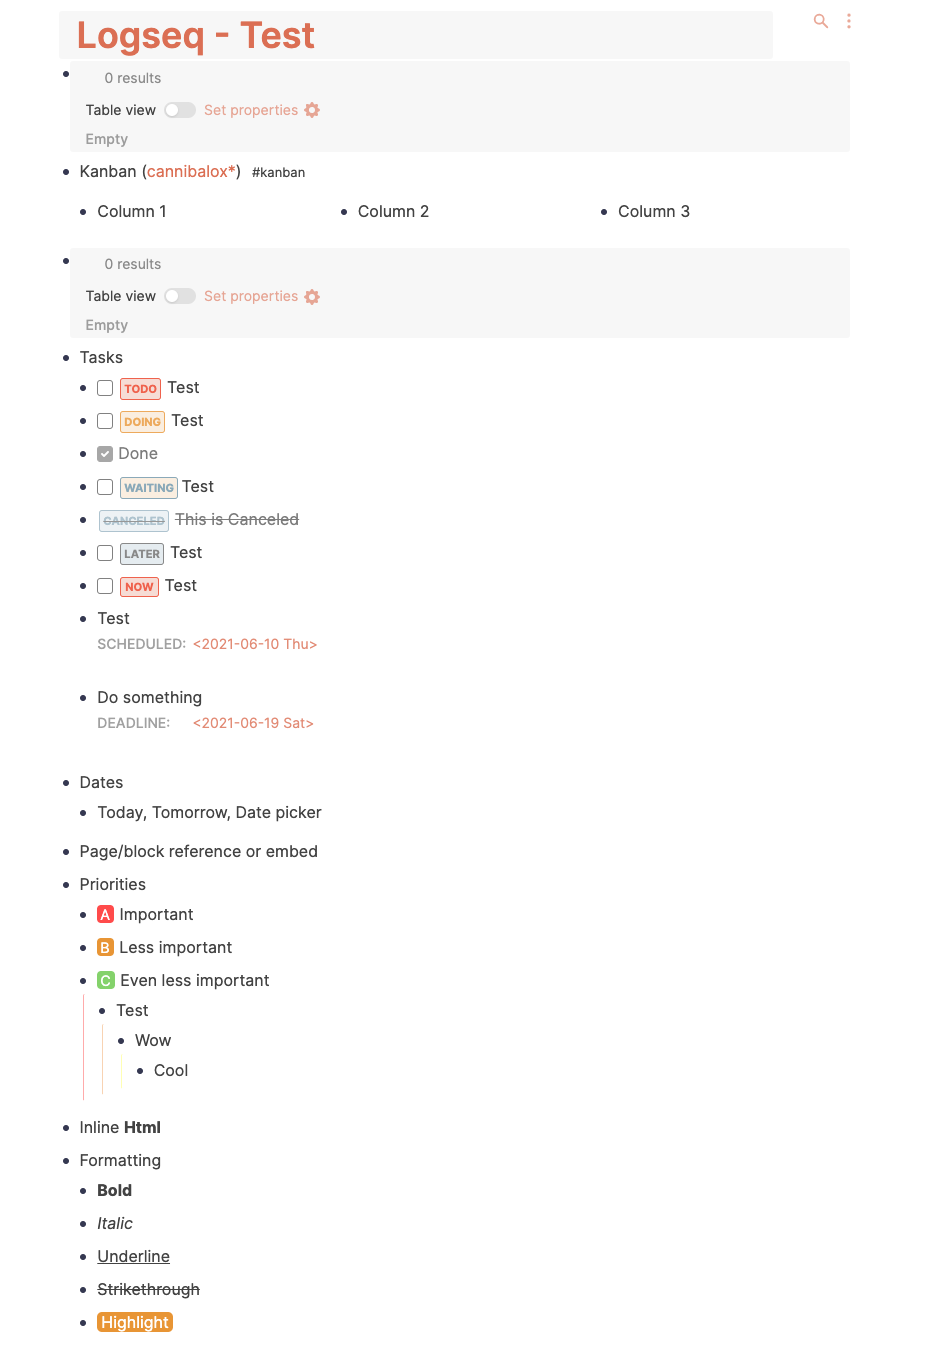 Logseq - Test
0 results
Table view Set properties
Empty
Kanban (cannibalox*) #kanban
Column 1 Column 2 Column 3
0 results
Table view Set properties
Empty
Tasks
TODO Test
DOING Test
Done
WAITING Test
CANCELED This is Canceled
LATER Test
NOW Test
Test
SCHEDULED: <2021-06-10 Thu>
Do something
DEADLINE: <2021-06-19 Sat>
Dates
Today, Tomorrow, Date picker
Page/block reference or embed
Priorities
A Important
B Less important
C Even less important
Test
Wow
Cool
Inline Html
Formatting
Bold
Italic
Underline
Strikethrough
Highlight